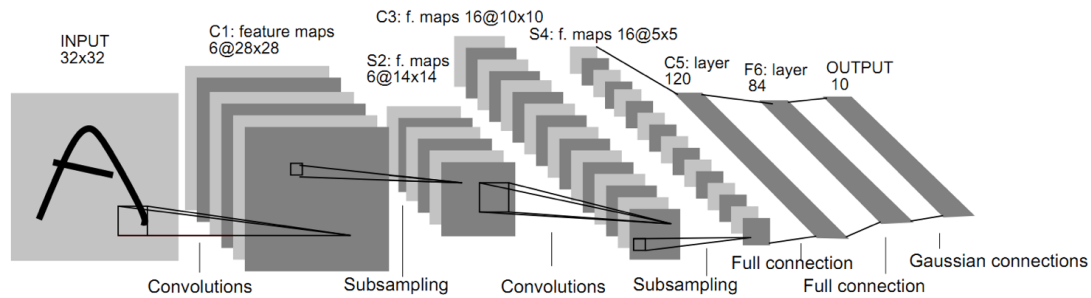 INPUT
32x32
C1: feature maps
6@28x28
S2: f. maps
6@14x14
C3: f. maps 16@10x10
S4: f. maps 16@5x5
C5: layer
120
F6: layer
84
OUTPUT
10
Convolutions
Subsampling
Convolutions
Subsampling
Full connection
Full connection
Gaussian connections